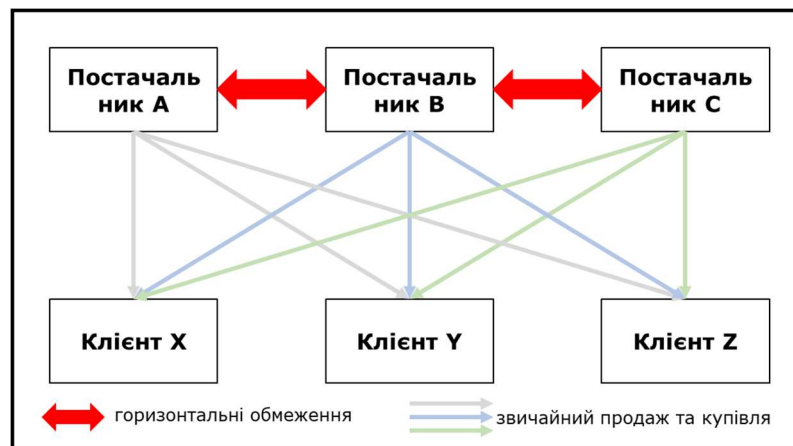 Постачаль
ник A
Постачаль
ник B
Постачаль
ник C
Клієнт X
Клієнт Y
Клієнт Z
горизонтальні обмеження
звичайний продаж та купівля